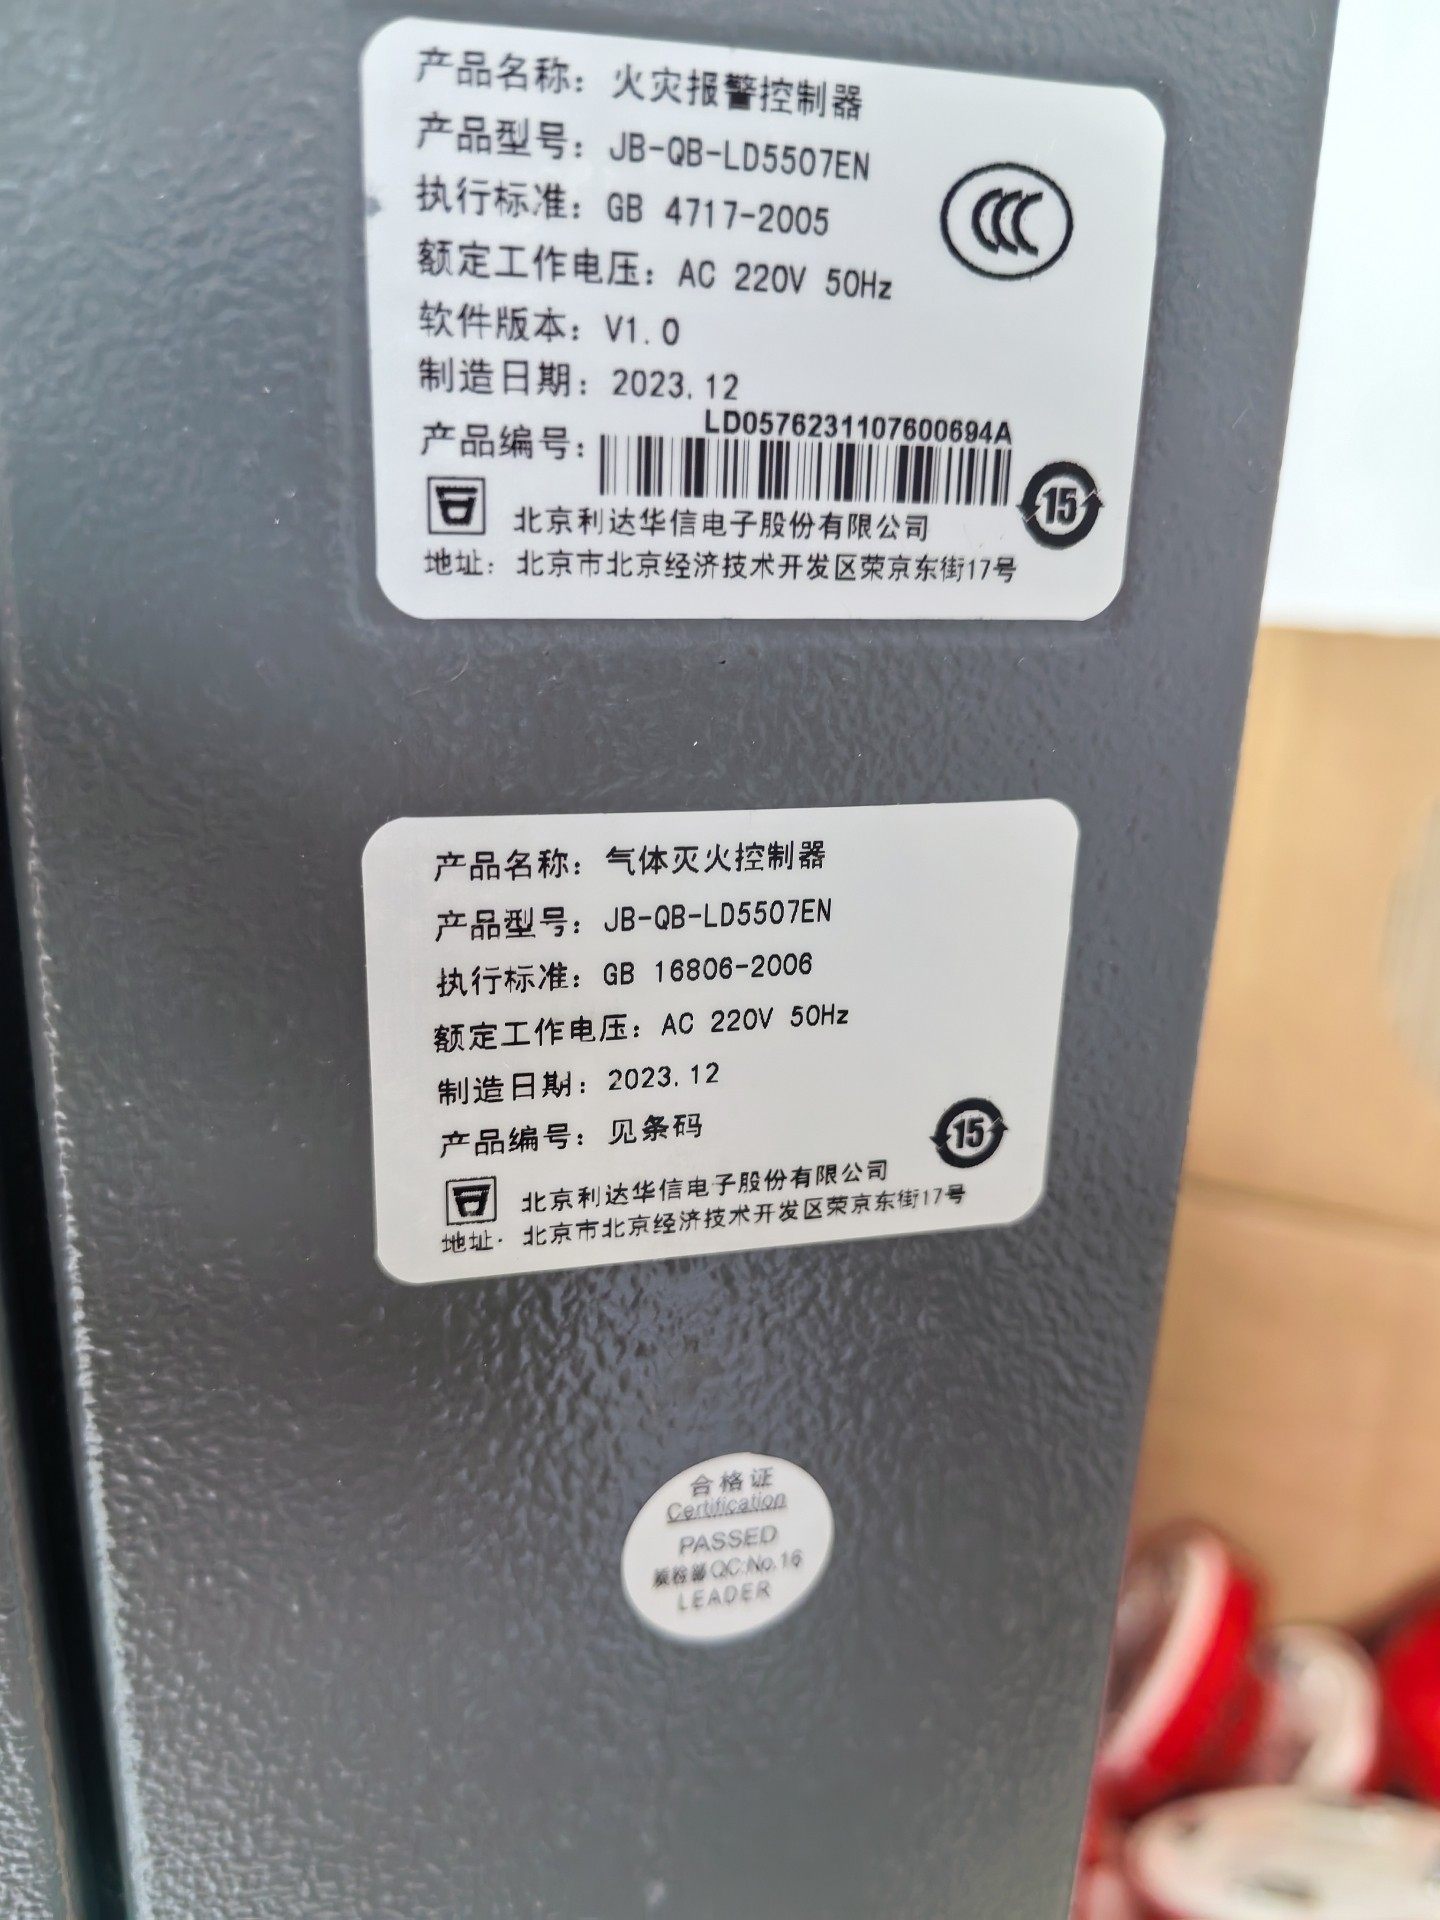 产品名称：火灾报警控制器
产品型号：JB-QB-LD5507EN
执行标准：GB 4717-2005
额定工作电压：AC 220V 50Hz
软件版本：V1.0
制造日期：2023.12
LD0576231107600694A
产品编号：
15
北京利达华信电子股份有限公司
地址：北京市北京经济技术开发区荣京东街17号
产品名称：气体灭火控制器
产品型号：JB-QB-LD5507EN
执行标准：GB 16806-2006
额定工作电压：AC 220V 50Hz
制造日期：2023.12
产品编号：见条码
15
北京利达华信电子股份有限公司
地址：北京市北京经济技术开发区荣京东街17号
合格证
Certification
PASSED
质检部QC:No.16
LEADER